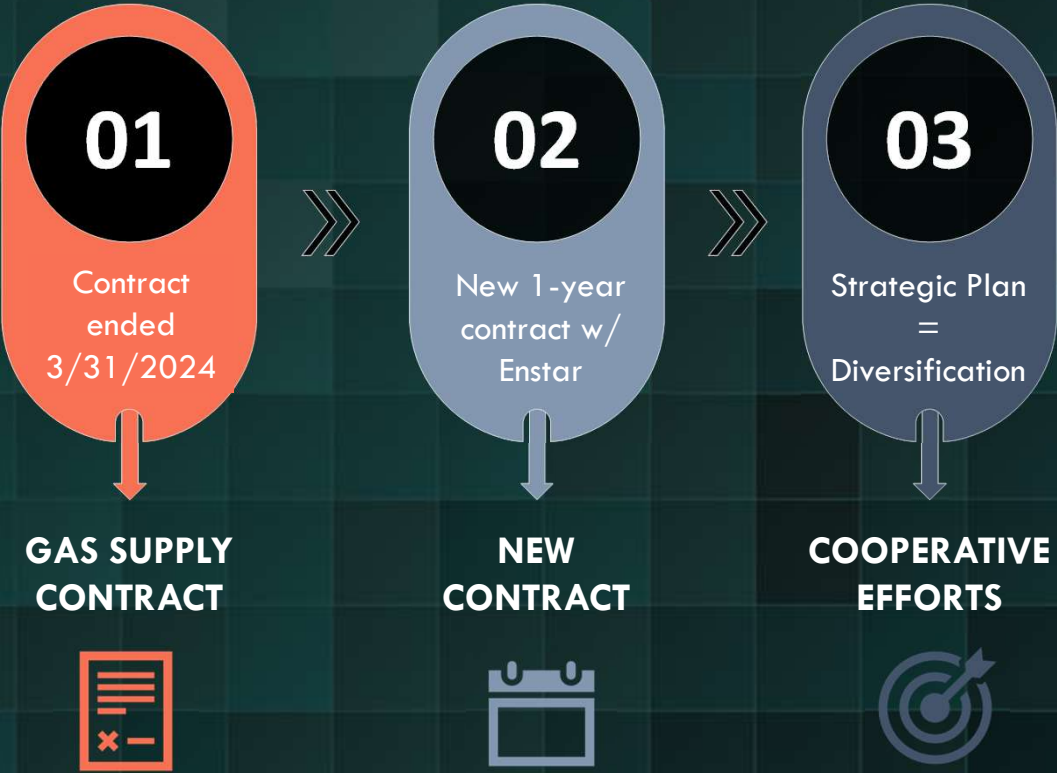 01
Contract
ended
3/31/2024
GAS SUPPLY
CONTRACT
02
New 1-year
contract w/
Enstar
NEW
CONTRACT
03
Strategic Plan
=
Diversification
COOPERATIVE
EFFORTS